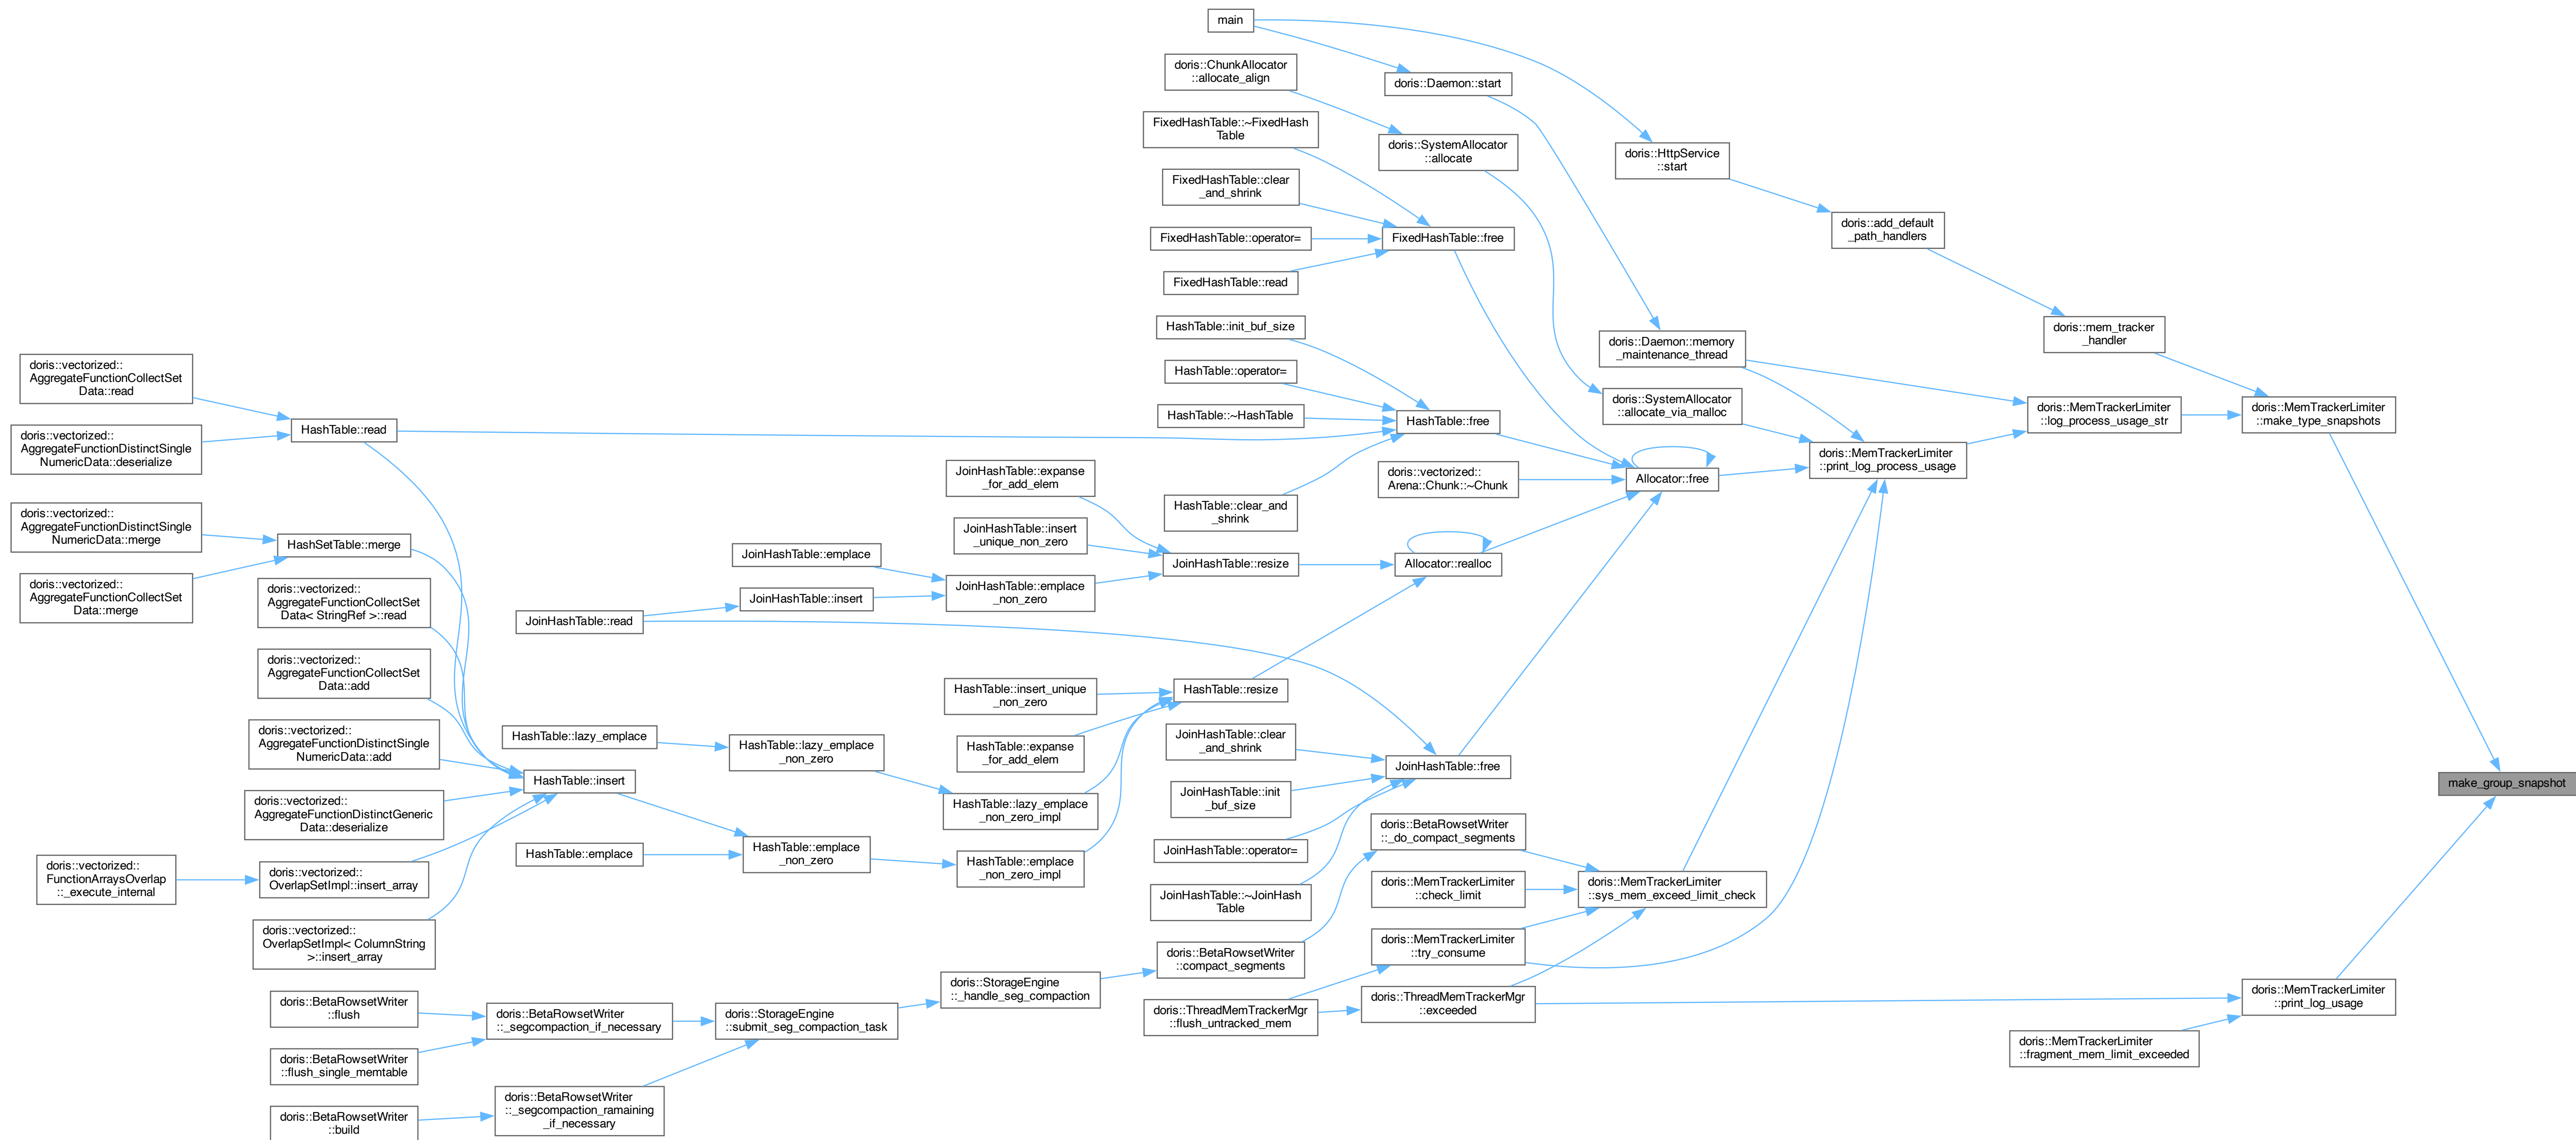 main
doris::ChunkAllocator
::allocate_align
doris::Daemon::start
FixedHashTable::~FixedHash
Table
doris::SystemAllocator
::allocate
doris::HttpService
::start
FixedHashTable::clear
_and_shrink
doris::add_default
_path_handlers
FixedHashTable::operator=
FixedHashTable::free
FixedHashTable::read
HashTable::init_buf_size
doris::mem_tracker
_handler
doris::Daemon::memory
_maintenance_thread
doris::vectorized::
AggregateFunctionCollectSet
Data::read
HashTable::operator=
doris::SystemAllocator
::allocate_via_malloc
doris::MemTrackerLimiter
::log_process_usage_str
doris::MemTrackerLimiter
::make_type_snapshots
HashTable::~HashTable
HashTable::free
HashTable::read
doris::vectorized::
AggregateFunctionDistinctSingle
NumericData::deserialize
doris::MemTrackerLimiter
::print_log_process_usage
JoinHashTable::expanse
_for_add_elem
doris::vectorized::
Arena::Chunk::~Chunk
Allocator::free
HashTable::clear_and
_shrink
doris::vectorized::
AggregateFunctionDistinctSingle
NumericData::merge
HashSetTable::merge
JoinHashTable::insert
_unique_non_zero
JoinHashTable::emplace
JoinHashTable::resize
Allocator::realloc
doris::vectorized::
AggregateFunctionCollectSet
Data::merge
doris::vectorized::
AggregateFunctionCollectSet
Data< StringRef >::read
JoinHashTable::emplace
_non_zero
JoinHashTable::insert
JoinHashTable::read
doris::vectorized::
AggregateFunctionCollectSet
Data::add
HashTable::insert_unique
_non_zero
HashTable::resize
doris::vectorized::
AggregateFunctionDistinctSingle
NumericData::add
HashTable::lazy_emplace
HashTable::lazy_emplace
_non_zero
HashTable::expanse
_for_add_elem
JoinHashTable::clear
_and_shrink
JoinHashTable::free
HashTable::insert
make_group_snapshot
JoinHashTable::init
_buf_size
doris::vectorized::
AggregateFunctionDistinctGeneric
Data::deserialize
HashTable::lazy_emplace
_non_zero_impl
doris::BetaRowsetWriter
::_do_compact_segments
HashTable::emplace
HashTable::emplace
_non_zero
JoinHashTable::operator=
HashTable::emplace
_non_zero_impl
doris::vectorized::
FunctionArraysOverlap
::_execute_internal
doris::vectorized::
OverlapSetImpl::insert_array
doris::MemTrackerLimiter
::check_limit
doris::MemTrackerLimiter
::sys_mem_exceed_limit_check
JoinHashTable::~JoinHash
Table
doris::vectorized::
OverlapSetImpl< ColumnString
>::insert_array
doris::MemTrackerLimiter
::try_consume
doris::BetaRowsetWriter
::compact_segments
doris::StorageEngine
::_handle_seg_compaction
doris::ThreadMemTrackerMgr
::exceeded
doris::MemTrackerLimiter
::print_log_usage
doris::BetaRowsetWriter
::flush
doris::BetaRowsetWriter
::_segcompaction_if_necessary
doris::StorageEngine
::submit_seg_compaction_task
doris::ThreadMemTrackerMgr
::flush_untracked_mem
doris::MemTrackerLimiter
::fragment_mem_limit_exceeded
doris::BetaRowsetWriter
::flush_single_memtable
doris::BetaRowsetWriter
::_segcompaction_ramaining
_if_necessary
doris::BetaRowsetWriter
::build